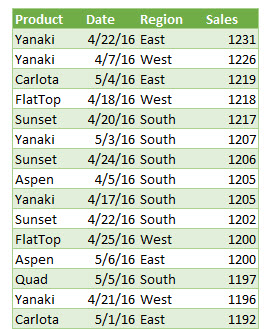 Product Date Region Sales
Yanaki 4/22/16 East 1231
Yanaki 4/7/16 West 1226
Carlota 5/4/16 East 1219
FlatTop 4/18/16 West 1218
Sunset 4/20/16 South 1217
Yanaki 5/3/16 South 1207
Sunset 4/24/16 South 1206
Aspen 4/5/16 South 1205
Yanaki 4/17/16 South 1205
Sunset 4/22/16 South 1202
FlatTop 4/25/16 West 1200
Aspen 5/6/16 East 1200
Quad 5/5/16 South 1197
Yanaki 4/21/16 West 1196
Carlota 5/1/16 East 1192